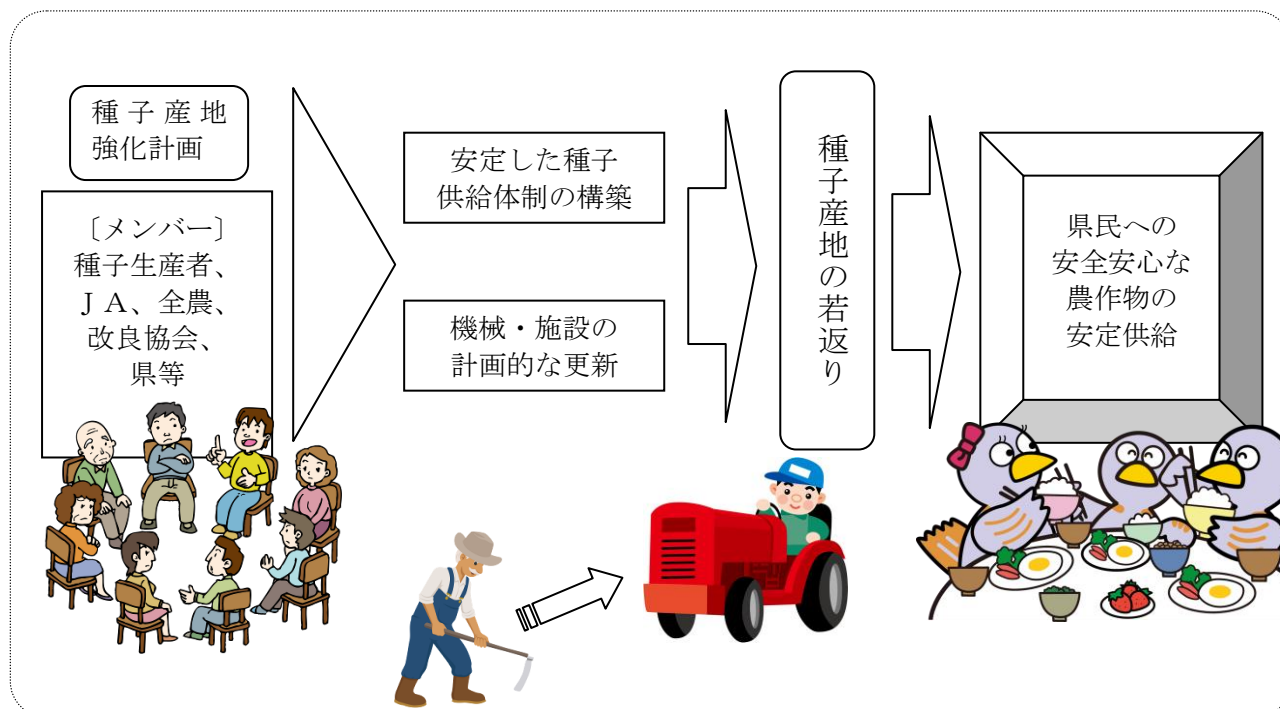 種子産地
強化計画
〔メンバー〕
種子生産者、
ＪＡ、全農、
改良協会、
県等
安定した種子
供給体制の構築
機械・施設の
計画的な更新
種子産地の若返り
県民への
安全安心な
農作物の
安定供給